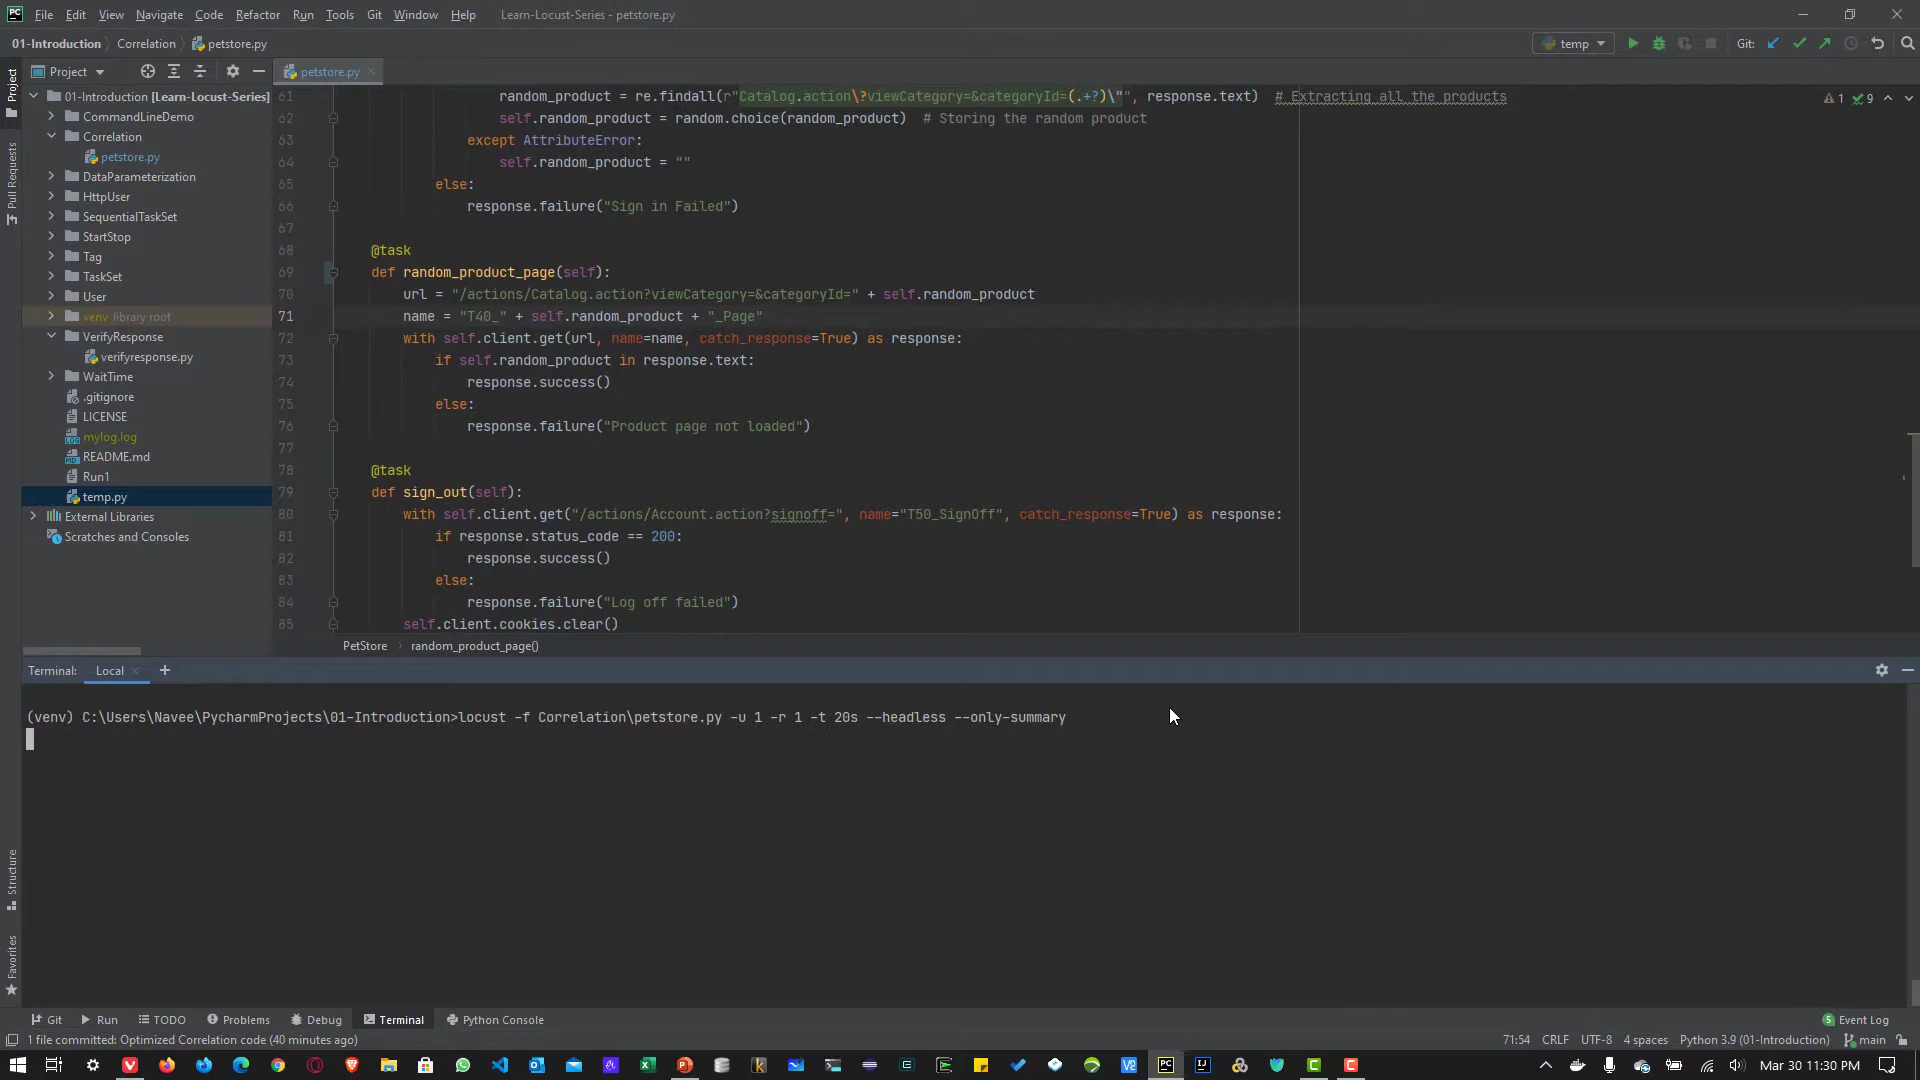 File Edit View Navigate Code Refactor Run Tools Git Window Help Learn-Locust-Series - petstore.py
01-Introduction Correlation petstore.py temp Git:
Project petstore.py
01-Introduction [Learn-Locust-Series]
CommandLineDemo
Correlation
petstore.py
DataParameterization
HttpUser
SequentialTaskSet
StartStop
Tag
TaskSet
User
venv library root
VerifyResponse
verifyresponse.py
WaitTime
.gitignore
LICENSE
mylog.log
README.md
Run1
temp.py
External Libraries
Scratches and Consoles
Project
Pull Requests
Structure
Favorites
61 random_product = re.findall(r"Catalog.action\?viewCategory=&categoryId=(.+?)\"", response.text) # Extracting all the products
62 self.random_product = random.choice(random_product) # Storing the random product
63 except AttributeError:
64 self.random_product = ""
65 else:
66 response.failure("Sign in Failed")
67
68 @task
69 def random_product_page(self):
70 url = "/actions/Catalog.action?viewCategory=&categoryId=" + self.random_product
71 name = "T40_" + self.random_product + "_Page"
72 with self.client.get(url, name=name, catch_response=True) as response:
73 if self.random_product in response.text:
74 response.success()
75 else:
76 response.failure("Product page not loaded")
77
78 @task
79 def sign_out(self):
80 with self.client.get("/actions/Account.action?signoff=", name="T50_SignOff", catch_response=True) as response:
81 if response.status_code == 200:
82 response.success()
83 else:
84 response.failure("Log off failed")
85 self.client.cookies.clear()
1 9
PetStore random_product_page()
Terminal: Local
(venv) C:\Users\Navee\PycharmProjects\01-Introduction>locust -f Correlation\petstore.py -u 1 -r 1 -t 20s --headless --only-summary
Git Run TODO Problems Debug Terminal Python Console Event Log
1 file committed: Optimized Correlation code (40 minutes ago) 71:54 CRLF UTF-8 4 spaces Python 3.9 (01-Introduction) main
Mar 30 11:30 PM